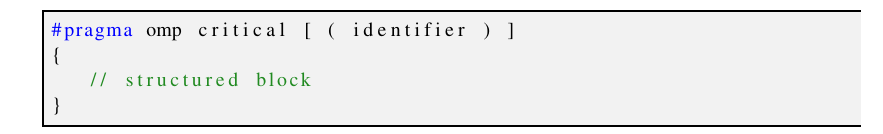 #pragma omp critical [ ( identifier ) ]
{
// structured block
}